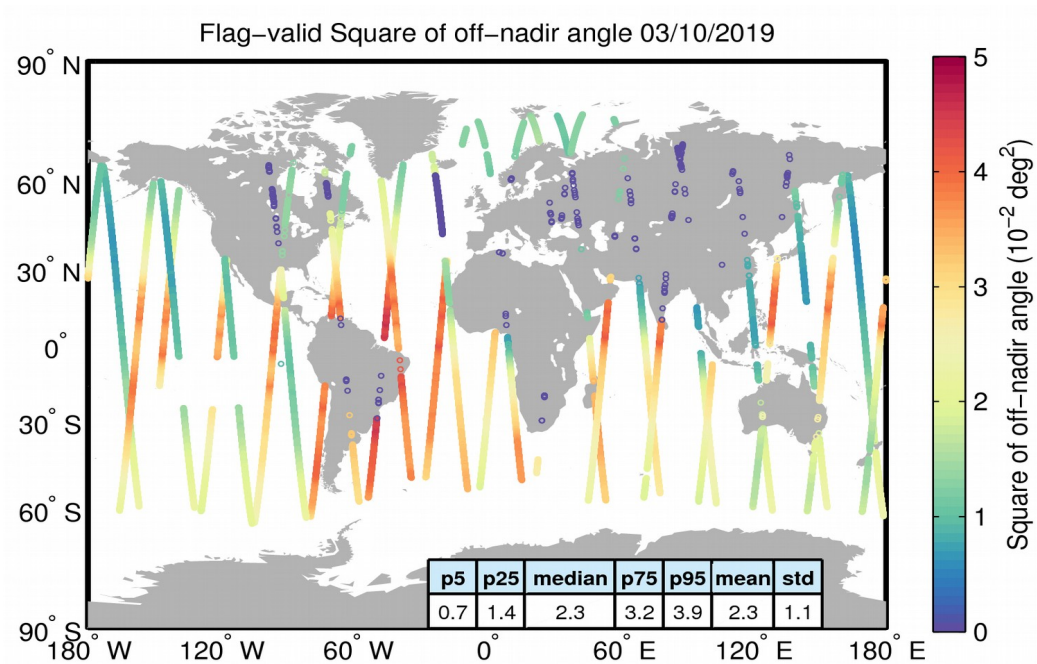 Flag−valid Square of off−nadir angle 03/10/2019
90° N
60° N
30° N
0°
30° S
60° S
90° S
180° W
120° W
60° W
0°
60° E
120° E
180° E
p5 p25 median p75 p95 mean std
0.7 1.4 2.3 3.2 3.9 2.3 1.1
5
4
3
2
1
0
Square of off−nadir angle (10⁻² deg²)